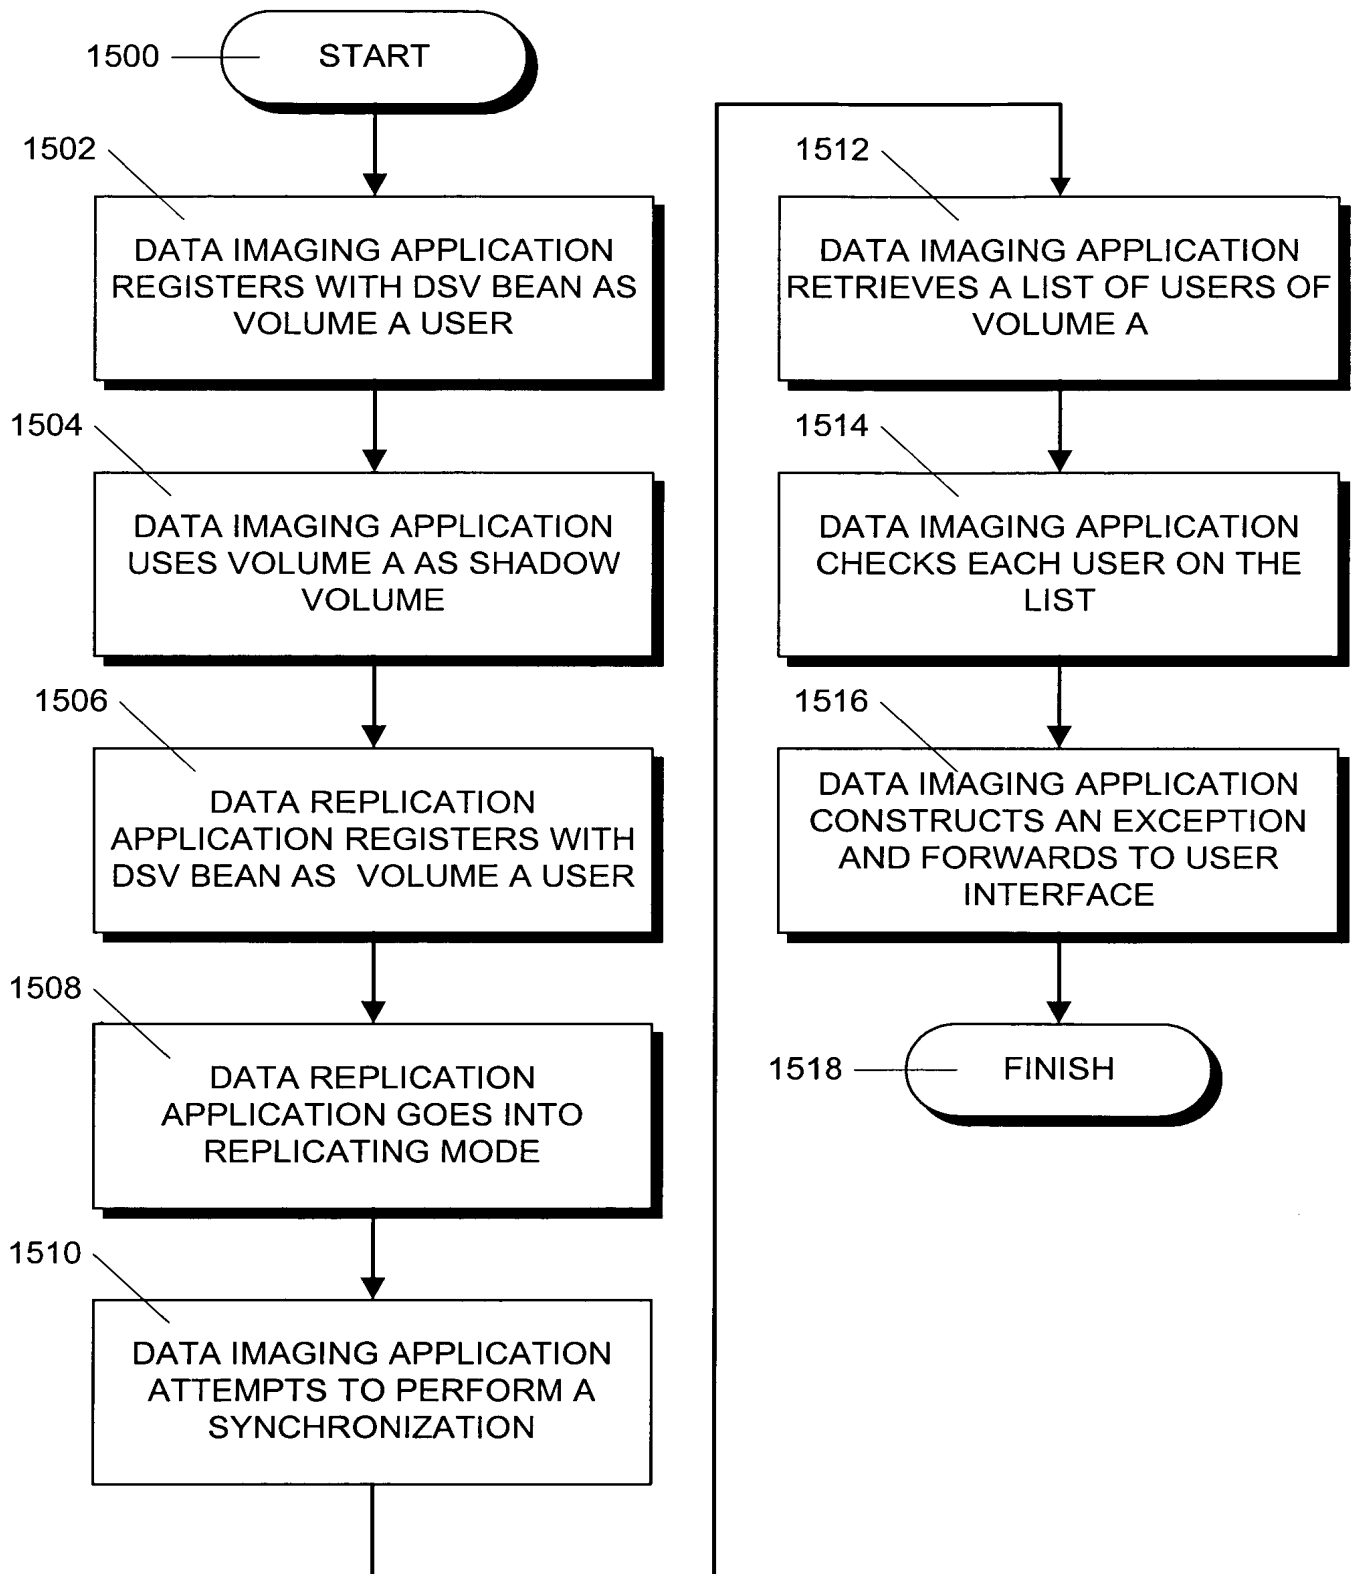 1500
START
1502
DATA IMAGING APPLICATION
REGISTERS WITH DSV BEAN AS
VOLUME A USER
1504
DATA IMAGING APPLICATION
USES VOLUME A AS SHADOW
VOLUME
1506
DATA REPLICATION
APPLICATION REGISTERS WITH
DSV BEAN AS VOLUME A USER
1508
DATA REPLICATION
APPLICATION GOES INTO
REPLICATING MODE
1510
DATA IMAGING APPLICATION
ATTEMPTS TO PERFORM A
SYNCHRONIZATION
1512
DATA IMAGING APPLICATION
RETRIEVES A LIST OF USERS OF
VOLUME A
1514
DATA IMAGING APPLICATION
CHECKS EACH USER ON THE
LIST
1516
DATA IMAGING APPLICATION
CONSTRUCTS AN EXCEPTION
AND FORWARDS TO USER
INTERFACE
1518
FINISH